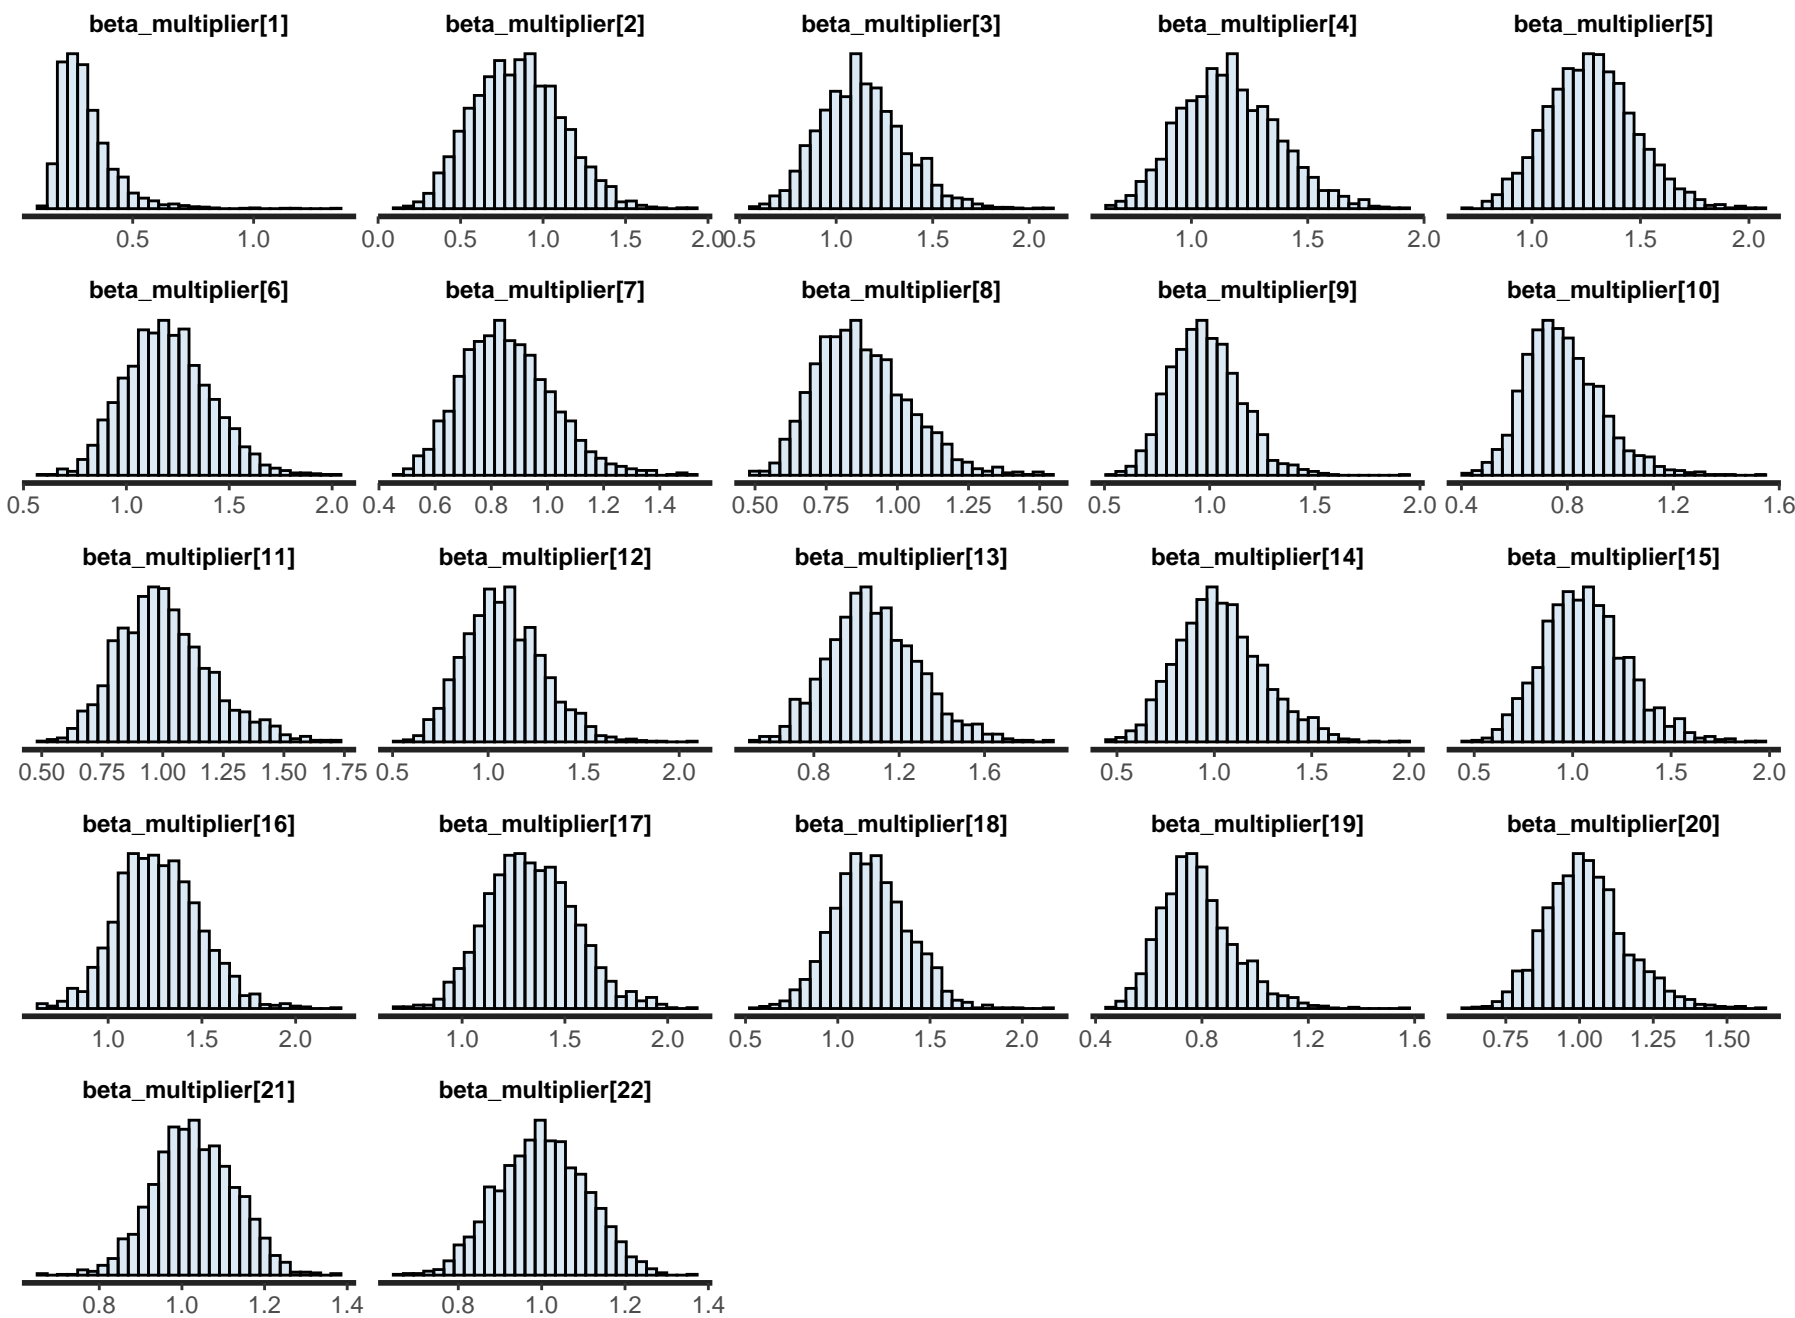 beta_multiplier[1] beta_multiplier[2] beta_multiplier[3] beta_multiplier[4] beta_multiplier[5]
0.5 1.0 0.0 0.5 1.0 1.5 2.0 0.5 1.0 1.5 2.0 1.0 1.5 2.0 1.0 1.5 2.0
beta_multiplier[6] beta_multiplier[7] beta_multiplier[8] beta_multiplier[9] beta_multiplier[10]
0.5 1.0 1.5 2.0 0.4 0.6 0.8 1.0 1.2 1.4 0.50 0.75 1.00 1.25 1.50 0.5 1.0 1.5 2.0 0.4 0.8 1.2 1.6
beta_multiplier[11] beta_multiplier[12] beta_multiplier[13] beta_multiplier[14] beta_multiplier[15]
0.50 0.75 1.00 1.25 1.50 1.75 0.5 1.0 1.5 2.0 0.8 1.2 1.6 0.5 1.0 1.5 2.0 0.5 1.0 1.5 2.0
beta_multiplier[16] beta_multiplier[17] beta_multiplier[18] beta_multiplier[19] beta_multiplier[20]
1.0 1.5 2.0 1.0 1.5 2.0 0.5 1.0 1.5 2.0 0.4 0.8 1.2 1.6 0.75 1.00 1.25 1.50
beta_multiplier[21] beta_multiplier[22]
0.8 1.0 1.2 1.4 0.8 1.0 1.2 1.4